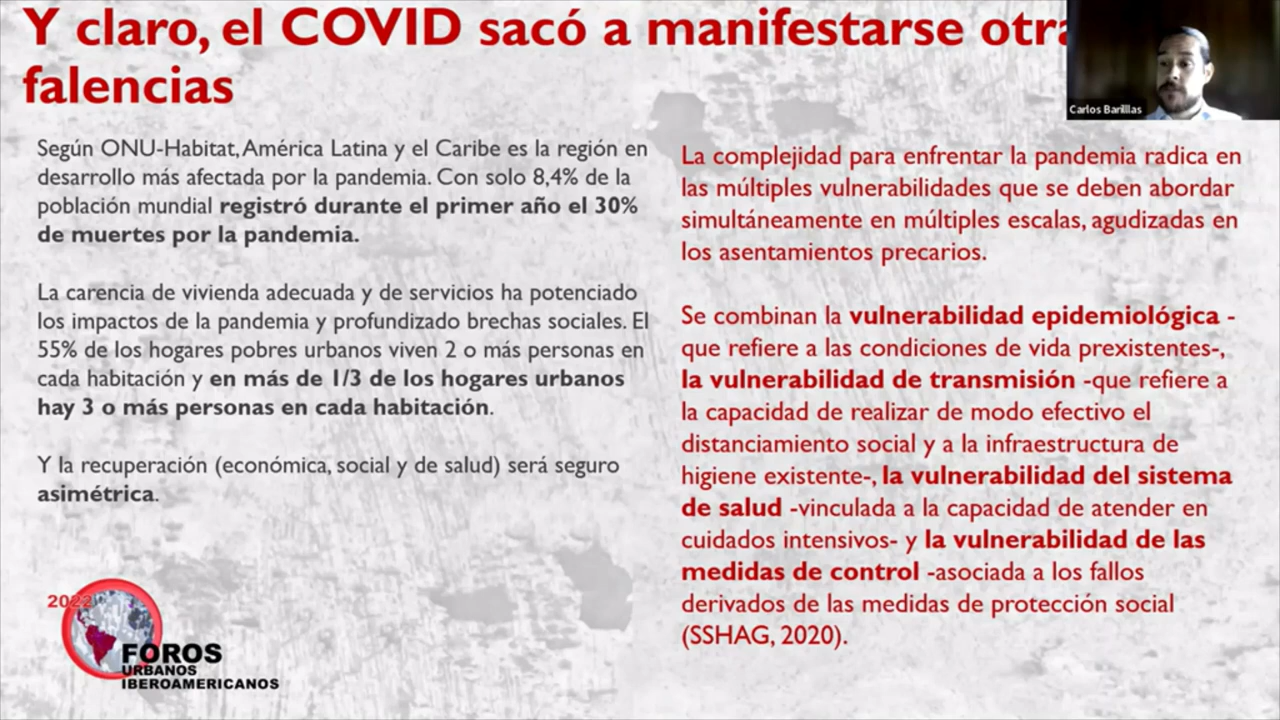 Y claro, el COVID sacó a manifestarse
falencias
Carlos Barilllas
Según ONU-Habitat, América Latina y el Caribe es la región en
desarrollo más afectada por la pandemia. Con solo 8,4% de la
población mundial registró durante el primer año el 30%
de muertes por la pandemia.
La carencia de vivienda adecuada y de servicios ha potenciado
los impactos de la pandemia y profundizado brechas sociales. El
55% de los hogares pobres urbanos viven 2 o más personas en
cada habitación y en más de 1/3 de los hogares urbanos
hay 3 o más personas en cada habitación.
Y la recuperación (económica, social y de salud) será seguro
asimétrica.
La complejidad para enfrentar la pandemia radica en
las múltiples vulnerabilidades que se deben abordar
simultáneamente en múltiples escalas, agudizadas en
los asentamientos precarios.
Se combinan la vulnerabilidad epidemiológica -
que refiere a las condiciones de vida prexistentes-,
la vulnerabilidad de transmisión -que refiere a
la capacidad de realizar de modo efectivo el
distanciamiento social y a la infraestructura de
higiene existente-, la vulnerabilidad del sistema
de salud -vinculada a la capacidad de atender en
cuidados intensivos- y la vulnerabilidad de las
medidas de control -asociada a los fallos
derivados de las medidas de protección social
(SSHAG, 2020).
2022
FOROS
URBANOS
IBEROAMERICANOS